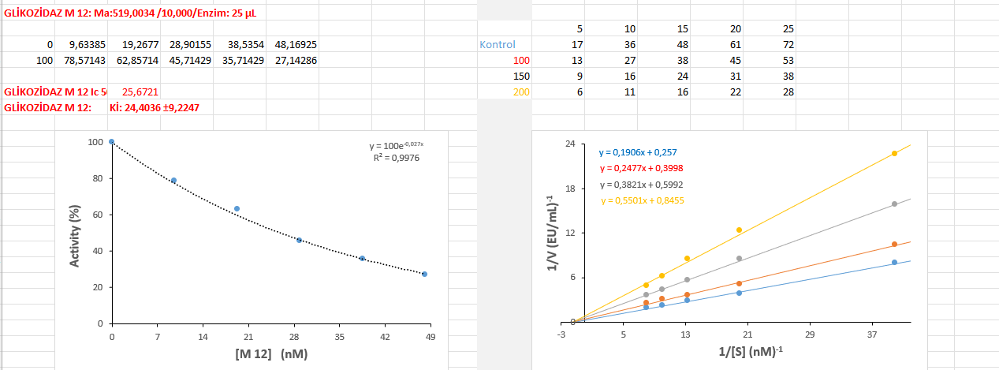 GLİKOZİDAZ M 12: Ma:519,0034 /10,000/Enzim: 25 µL
5 10 15 20 25
0 9,63385 19,2677 28,90155 38,5354 48,16925
Kontrol 17 36 48 61 72
100 78,57143 62,85714 45,71429 35,71429 27,14286
100 13 27 38 45 53
150 9 16 24 31 38
GLİKOZİDAZ M 12 Ic 5 25,6721
200 6 11 16 22 28
GLİKOZİDAZ M 12: Kİ: 24,4036 ±9,2247
y = 100e-0,027x
R² = 0,9976
Activity (%)
100
80
60
40
20
0
0 7 14 21 28 35 42 49
[M 12] (nM)
y = 0,1906x + 0,257
y = 0,2477x + 0,3998
y = 0,3821x + 0,5992
y = 0,5501x + 0,8455
1/V (EU/mL)-1
24
18
12
6
0
-3 5 13 21 29 37
1/[S] (nM)-1